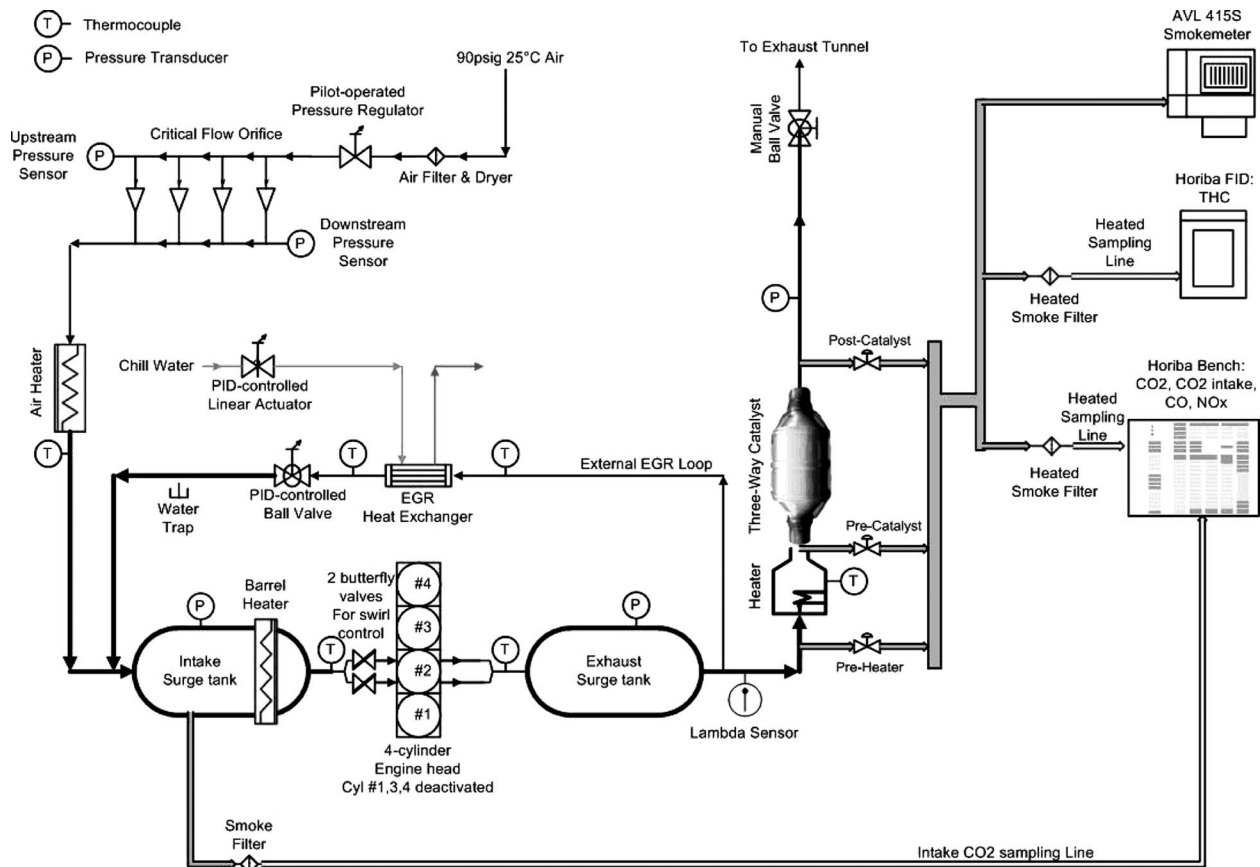 T
Thermocouple
P
Pressure Transducer
90psig 25°C Air
Pilot-operated
Pressure Regulator
Critical Flow Orifice
Upstream
Pressure
Sensor
P
Air Filter & Dryer
Downstream
Pressure
Sensor
P
To Exhaust Tunnel
Manual
Ball Valve
AVL 415S
Smokemeter
Horiba FID:
THC
Heated
Sampling
Line
Heated
Smoke Filter
P
Post-Catalyst
Horiba Bench:
CO2, CO2 intake,
CO, NOx
Heated
Sampling
Line
Heated
Smoke Filter
Air Heater
T
Chill Water
PID-controlled
Linear Actuator
T
T
External EGR Loop
PID-controlled
Ball Valve
EGR
Heat Exchanger
Water
Trap
Three-Way Catalyst
Pre-Catalyst
Heater
T
Pre-Heater
P
Barrel
Heater
Intake
Surge tank
T
2 butterfly
valves
For swirl
control
#4
#3
#2
#1
4-cylinder
Engine head
Cyl #1,3,4 deactivated
T
P
Exhaust
Surge tank
Lambda Sensor
Smoke
Filter
Intake CO2 sampling Line